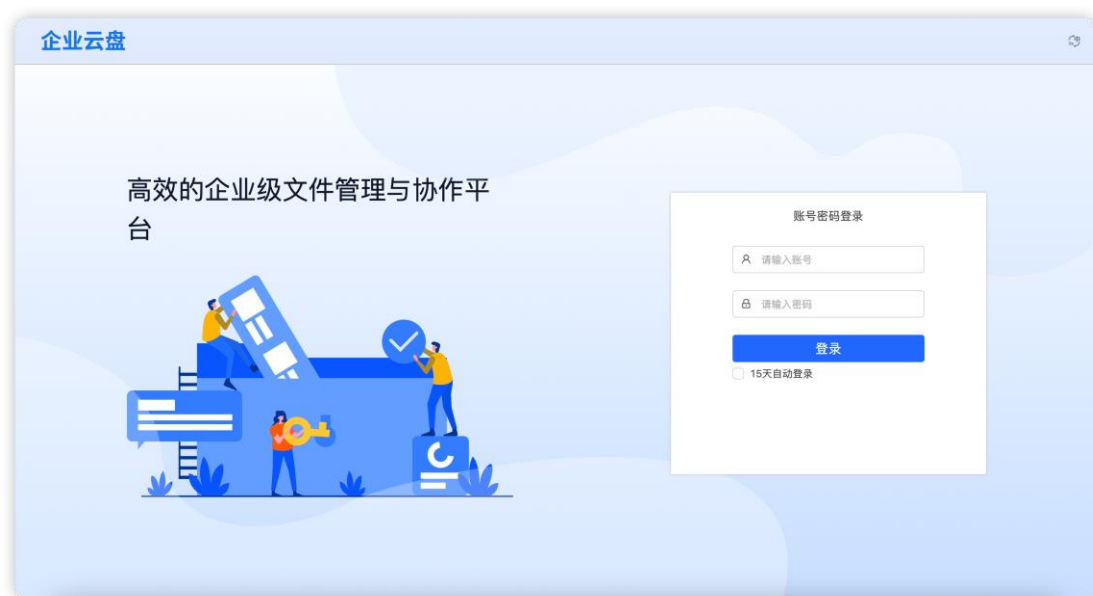 企业云盘
高效的企业级文件管理与协作平
台
账号密码登录
请输入账号
请输入密码
登录
15天自动登录